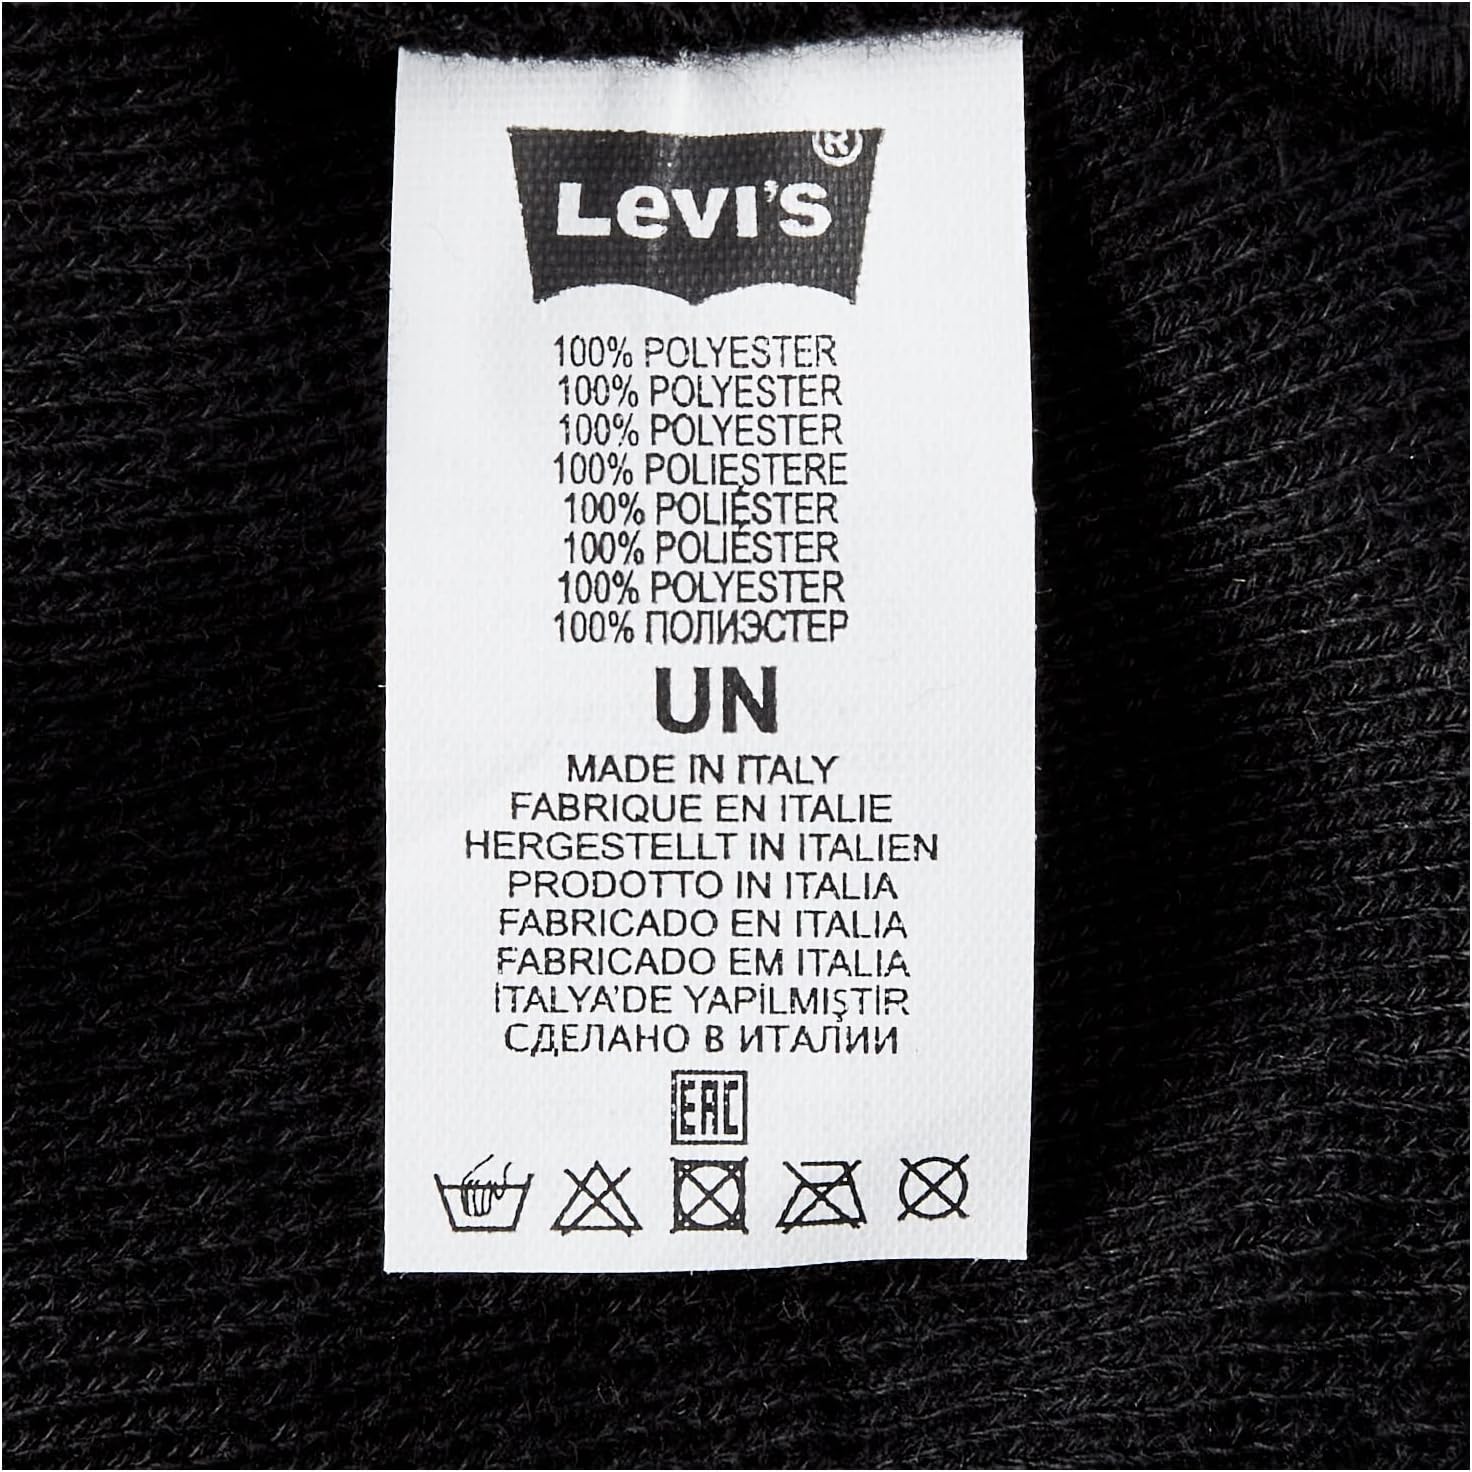 Levi's®
100% POLYESTER
100% POLYESTER
100% POLYESTER
100% POLIESTERE
100% POLIÉSTER
100% POLIÉSTER
100% POLYESTER
100% ПОЛИЭСТЕР
UN
MADE IN ITALY
FABRIQUE EN ITALIE
HERGESTELLT IN ITALIEN
PRODOTTO IN ITALIA
FABRICADO EN ITALIA
FABRICADO EM ITALIA
İTALYA'DE YAPİLMIŞTİR
СДЕЛАНО В ИТАЛИИ
EAC